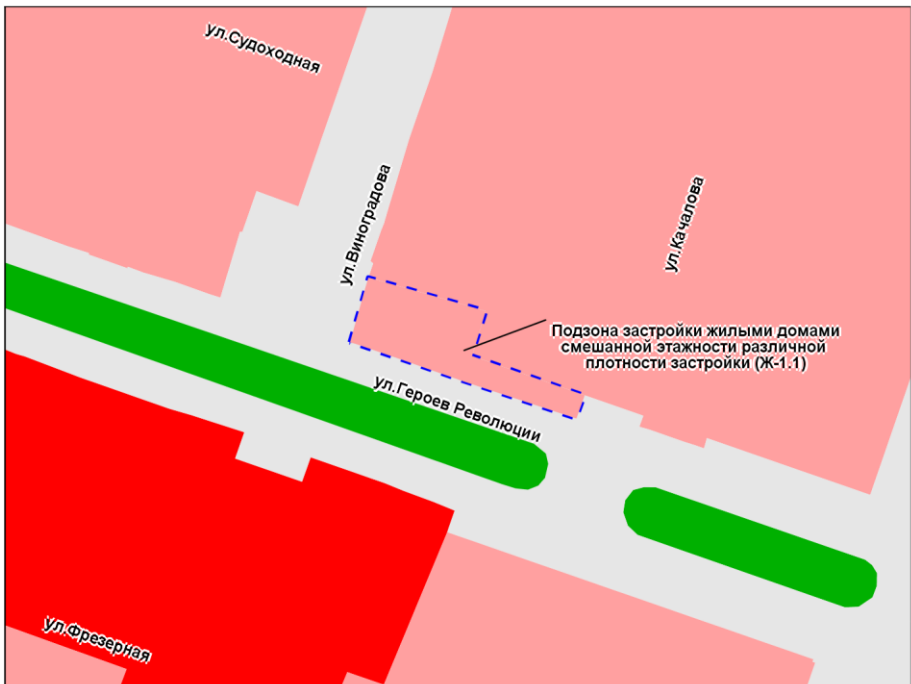 ул.Судоходная
ул.Виноградова
ул.Качалова
Подзона застройки жилыми домами
смешанной этажности различной
плотности застройки (Ж-1.1)
ул.Героев Революции
ул.Фрезерная